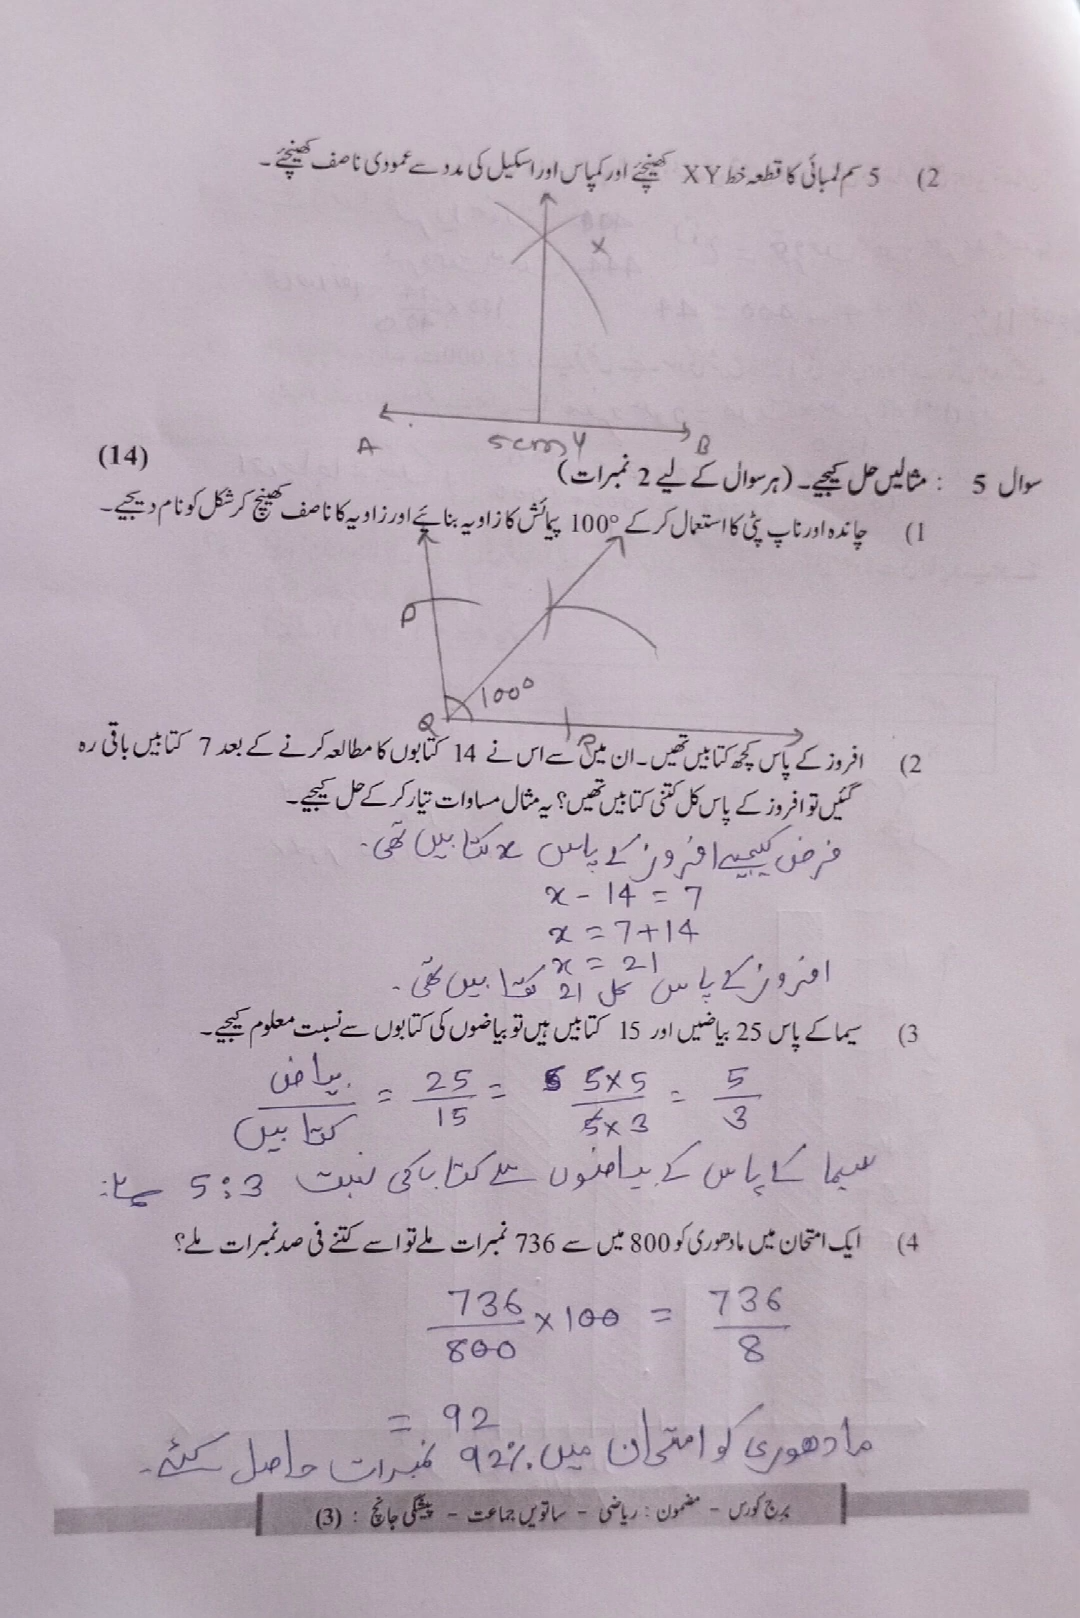 2) 5 سم لمبائی کا قطعہ خط XY کھینچئے اور کمپاس اور اسکیل کی مدد سے عمودی ناصف کھینچئے۔
X
A 5cm Y B
سوال 5 : مثالیں حل کیجیے۔ (ہر سوال کے لیے 2 نمبرات) (14)
1) چاندہ اور ناپ پٹی کا استعمال کر کے 100° پیمائش کا زاویہ بنائیے اور زاویہ کا ناصف کھینچ کر شکل کو نام دیجیے۔
P
100°
Q
2) افروز کے پاس کچھ کتابیں تھیں۔ ان میں سے اس نے 14 کتابوں کا مطالعہ کرنے کے بعد 7 کتابیں باقی رہ
گئیں تو افروز کے پاس کل کتنی کتابیں تھیں؟ یہ مثال مساوات تیار کر کے حل کیجیے۔
فرض کیجیے افروز کے پاس x کتابیں تھی۔
x - 14 = 7
x = 7+14
x = 21
افروز کے پاس کل 21 کتابیں تھی۔
3) سیما کے پاس 25 بیاضیں اور 15 کتابیں ہیں تو بیاضوں کی کتابوں سے نسبت معلوم کیجیے۔
بیاض / کتابیں = 25/15 = 5×5/5×3 = 5/3
سیما کے پاس کے بیاضوں سے کتاب کی نسبت 5:3 ہے۔
4) ایک امتحان میں مادھوری کو 800 میں سے 736 نمبرات ملے تو اسے کتنے فی صد نمبرات ملے؟
736/800 × 100 = 736/8
= 92
مادھوری کو امتحان میں 92% نمبرات حاصل کئے۔
برج کورس - مضمون : ریاضی - ساتویں جماعت - پیشگی جانچ : (3)